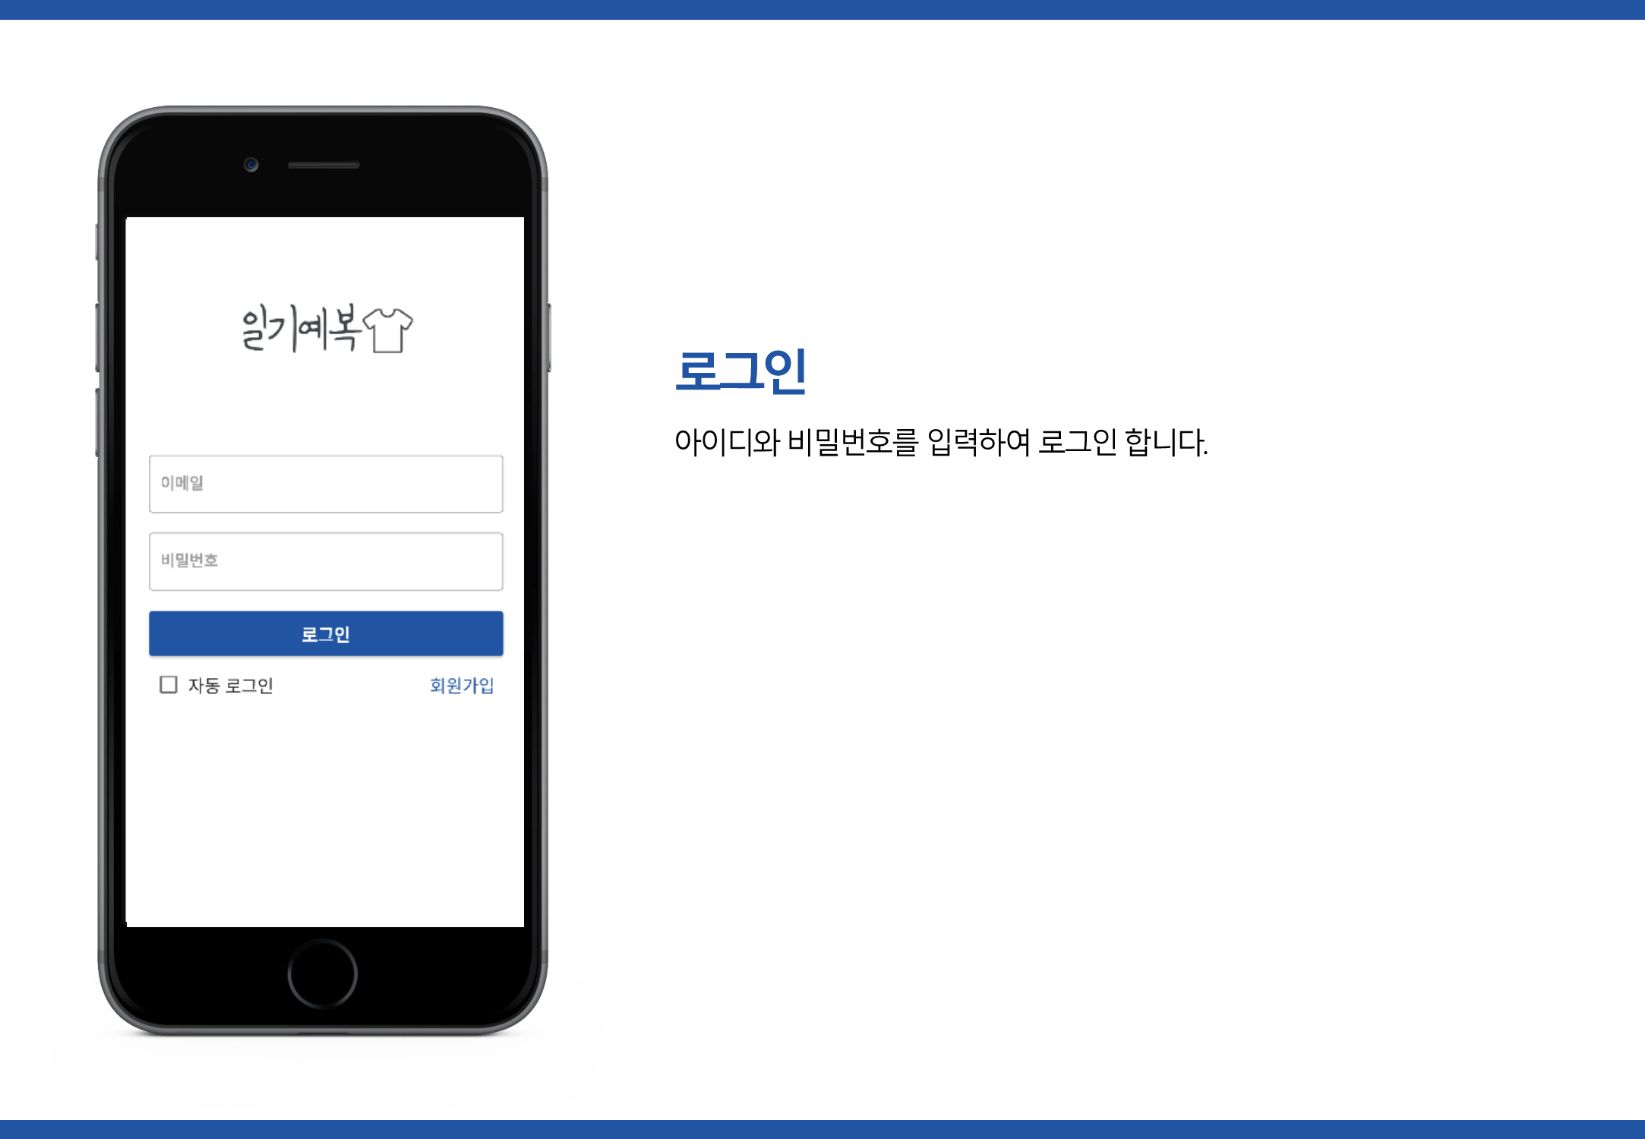 일기예복
이메일
비밀번호
로그인
자동 로그인
회원가입
로그인
아이디와 비밀번호를 입력하여 로그인 합니다.